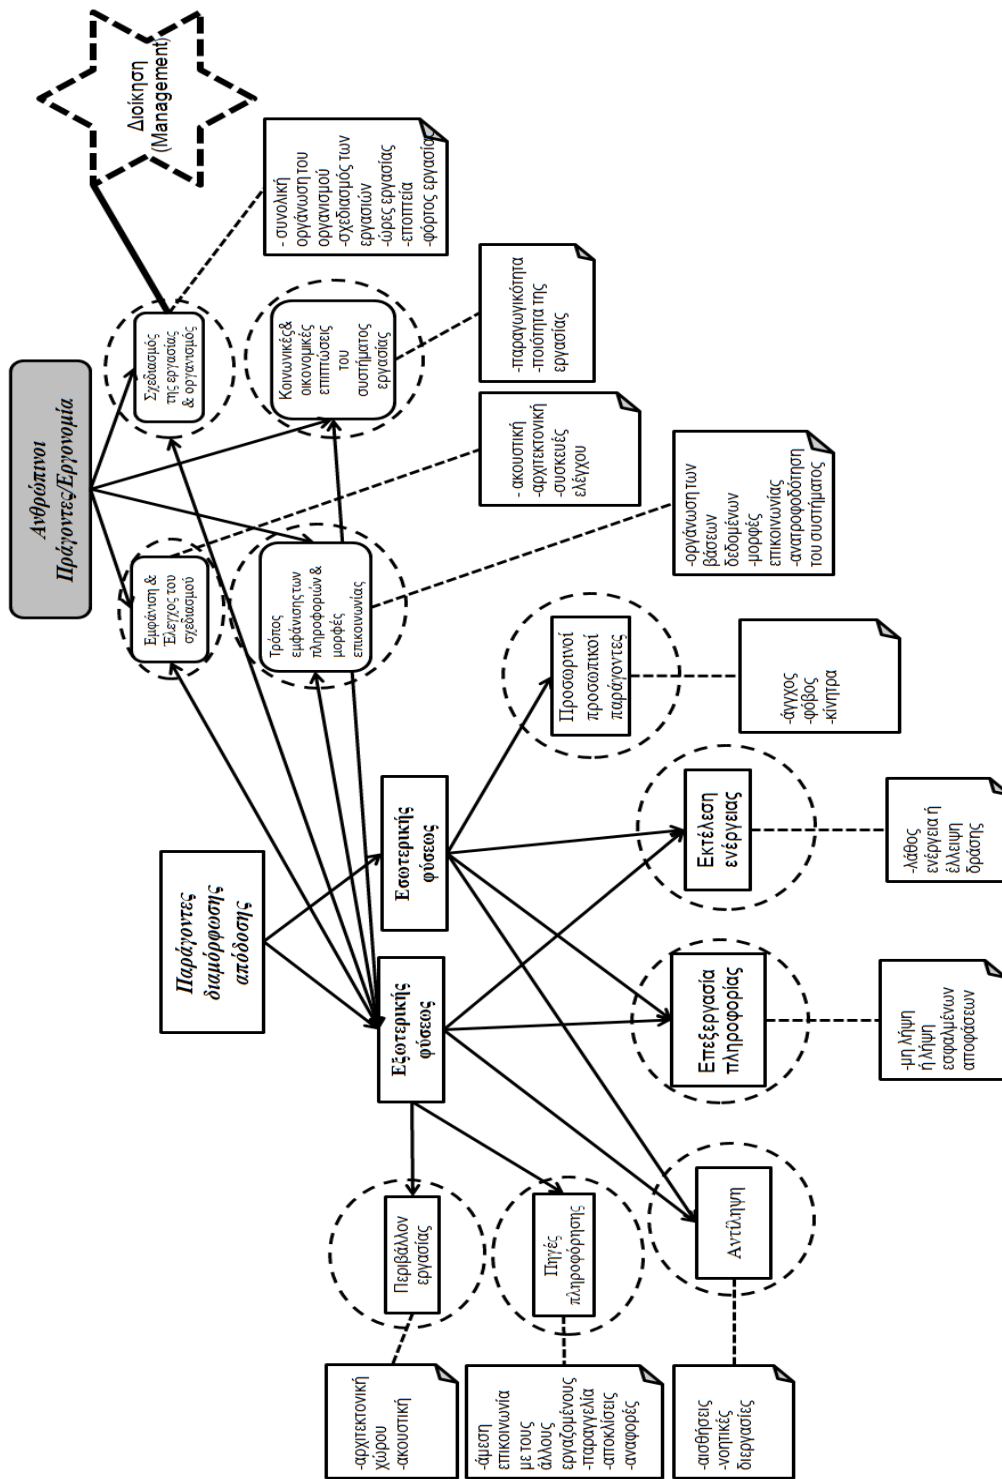 Ανθρώπινοι
Πράγοντες/Εργονομία
Διοίκηση
(Management)
Σχεδιασμός
της εργασίας
& οργανισμός
- συνολική
οργάνωση του
οργανισμού
-σχεδιασμός των
εργασιών
-ώρες εργασίας
-εποπτεία
-φόρτος εργασία
Κοινωνικές&
οικονομικές
επιπτώσεις
του
συστήματος
εργασίας
-παραγωγικότητα
-ποιότητα της
εργασίας
Εμφάνιση &
Έλεγχος του
σχεδιασμού
- ακουστική
-αρχιτεκτονική
-συσκευές
ελέγχου
Τρόπος
εμφάνισης των
πληροφοριών &
μορφές
επικοινωνίας
-οργάνωση των
βάσεων
δεδομένων
-μορφές
επικοινωνίας
-αντροφοδότηση
του συστήματος
Παράγοντες
διαμόρφωσης
απόδοσης
Εσωτερικής
φύσεως
Εξωτερικής
φύσεως
Προσωρινοί
προσωπικοί
παράγοντες
-άγχος
-φόβος
-κίνητρα
Εκτέλεση
ενέργειας
-λάθος
ενέργεια ή
έλλειψη
δράσης
Επεξεργασία
πληροφορίας
-μη λήψη
ή λήψη
εσφαλμένων
αποφάσεων
Αντίληψη
-αισθήσεις
-νοητικές
διεργασίες
Περιβάλλον
εργασίας
-αρχιτεκτονική
χώρου
-ακουστική
Πηγές
πληροφόρησης
-άμεση
επικοινωνία
με τους
άλλους
εργαζομένους
-παραγγελία
-αποκλίσεις
-αναφορές